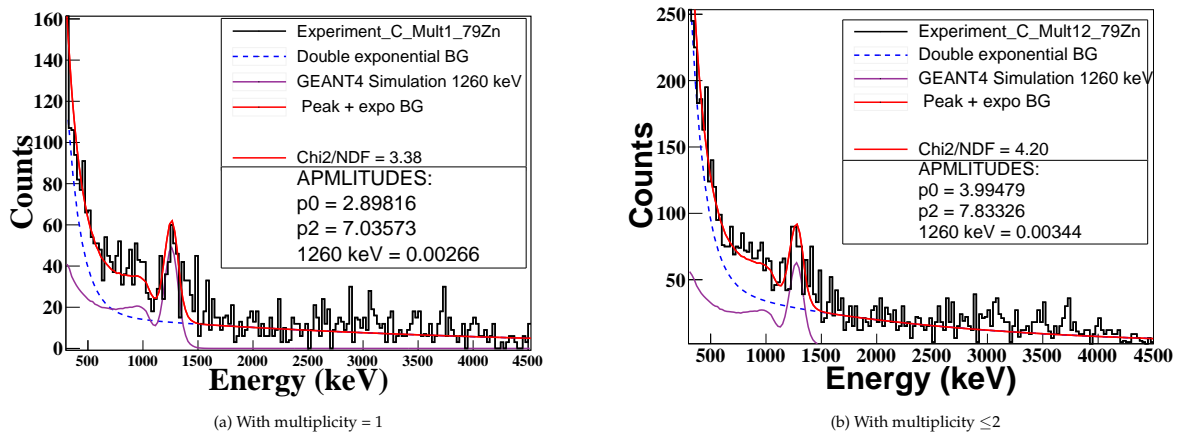 160
140
120
100
80
60
40
20
0
Counts
Experiment_C_Mult1_79Zn
Double exponential BG
GEANT4 Simulation 1260 keV
Peak + expo BG
Chi2/NDF = 3.38
APMLITUDES:
p0 = 2.89816
p2 = 7.03573
1260 keV = 0.00266
500 1000 1500 2000 2500 3000 3500 4000 4500
Energy (keV)
(a) With multiplicity = 1
250
200
150
100
50
Counts
Experiment_C_Mult12_79Zn
Double exponential BG
GEANT4 Simulation 1260 keV
Peak + expo BG
Chi2/NDF = 4.20
APMLITUDES:
p0 = 3.99479
p2 = 7.83326
1260 keV = 0.00344
500 1000 1500 2000 2500 3000 3500 4000 4500
Energy (keV)
(b) With multiplicity ≤2